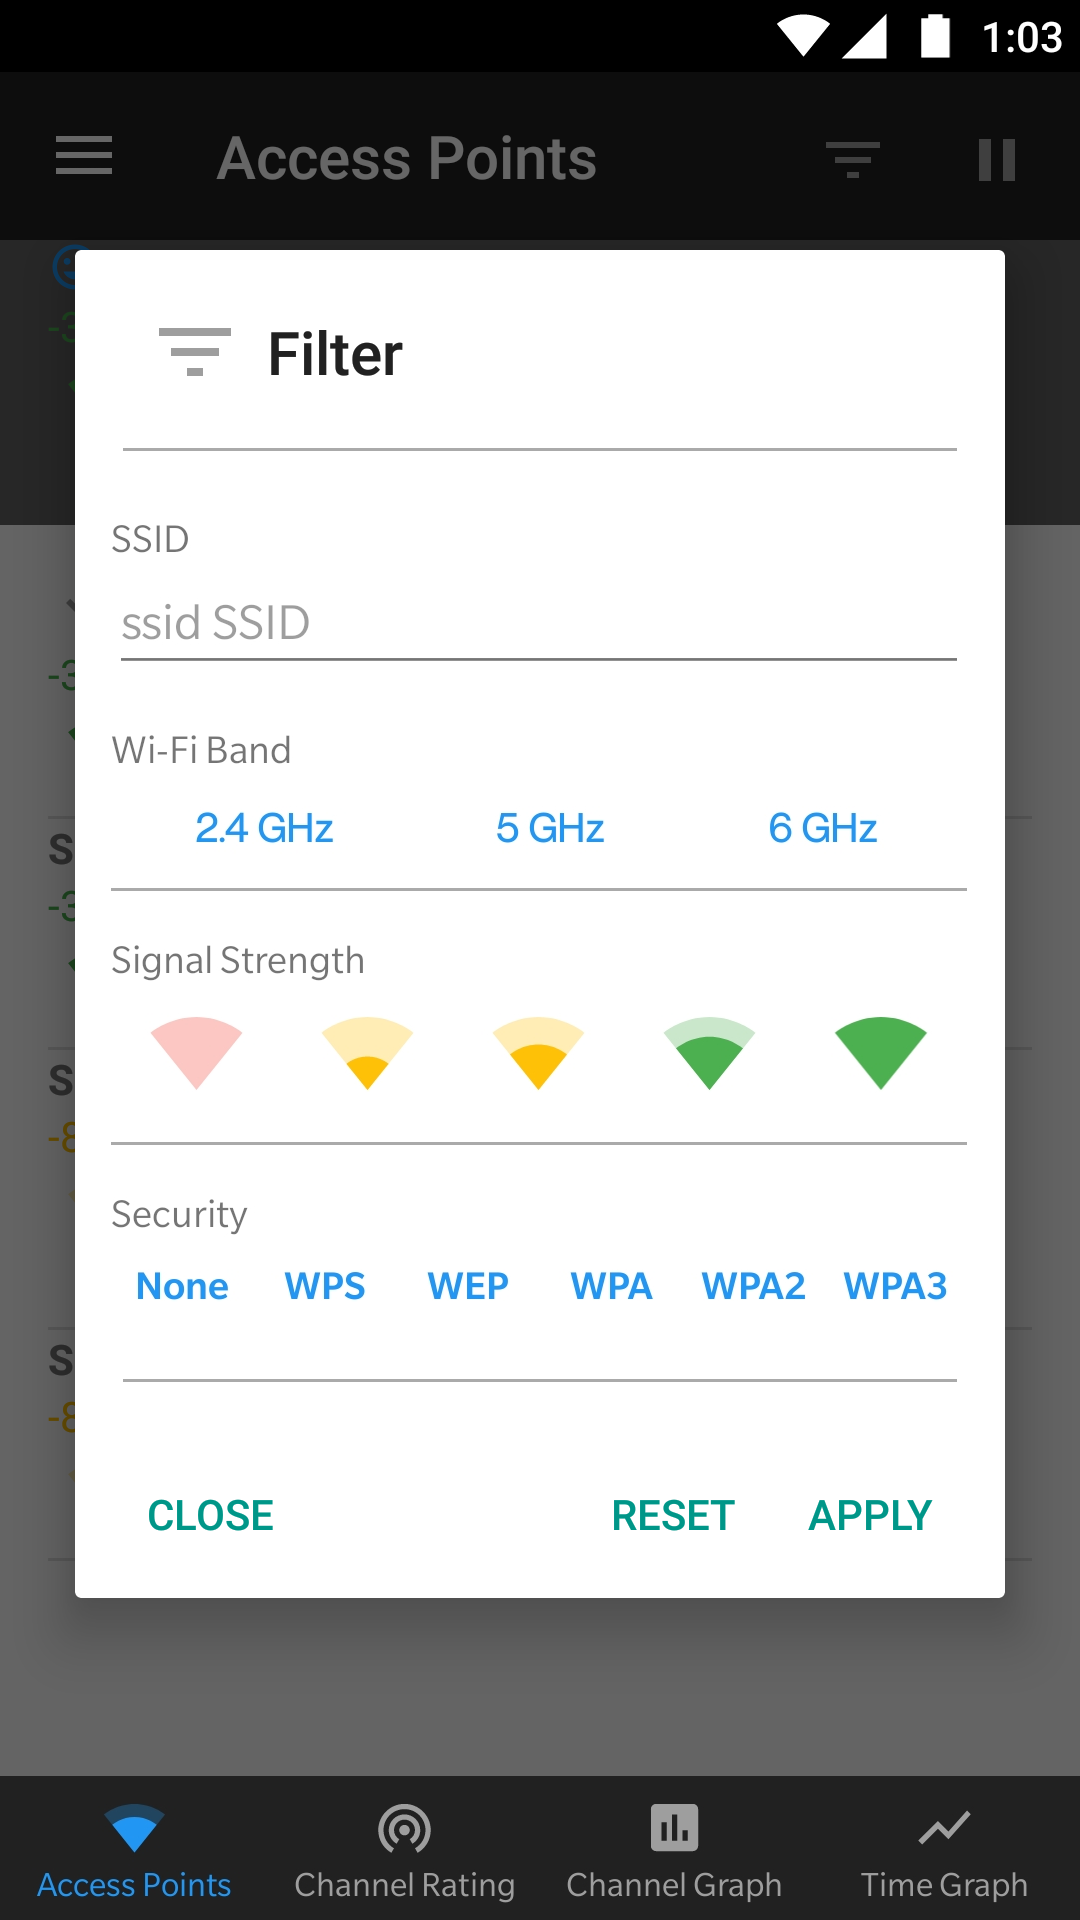 1:03
Access Points
Filter
SSID
ssid SSID
Wi-Fi Band
2.4 GHz 5 GHz 6 GHz
Signal Strength
Security
None WPS WEP WPA WPA2 WPA3
CLOSE RESET APPLY
Access Points Channel Rating Channel Graph Time Graph